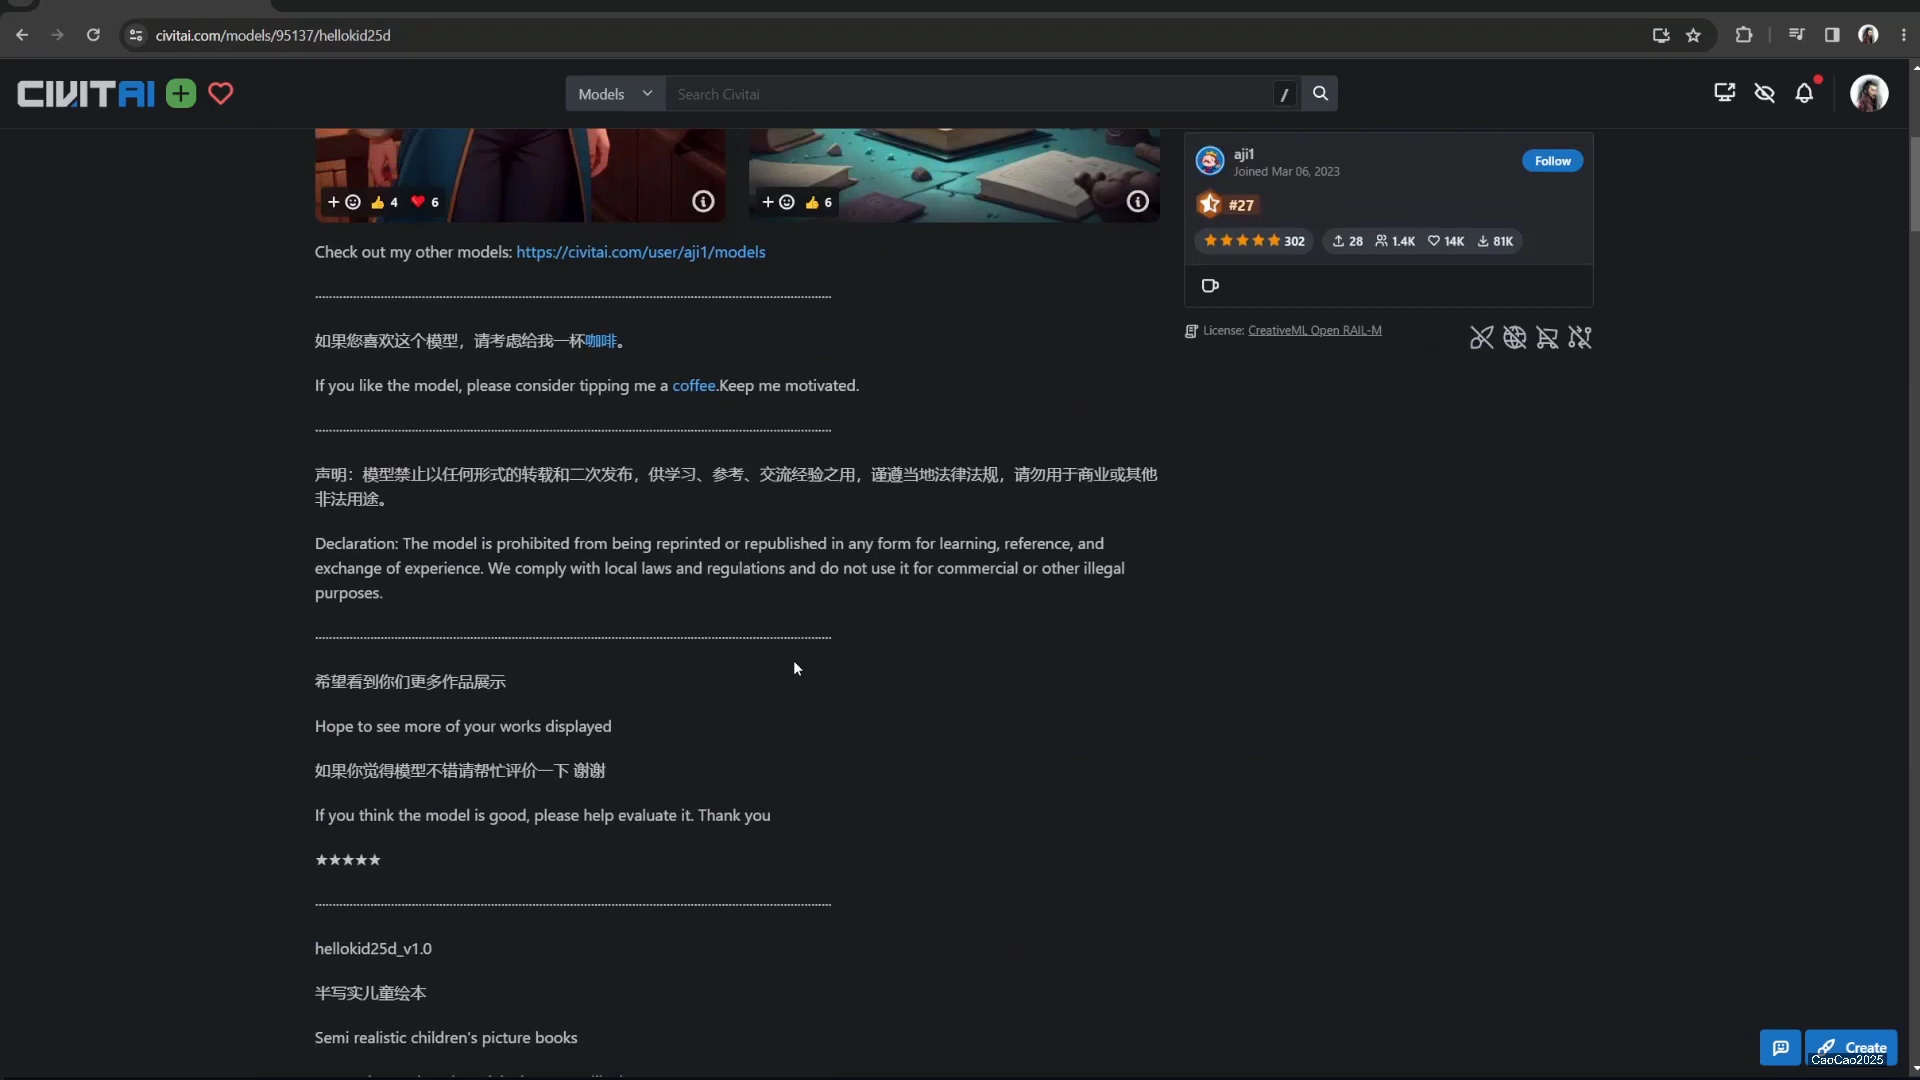 civitai.com/models/95137/hellokid25d
CIVITAI
Models
Search Civitai
/
4
6
6
aji1
Joined Mar 06, 2023
Follow
#27
302
28
1.4K
14K
81K
License: CreativeML Open RAIL-M
Check out my other models: https://civitai.com/user/aji1/models
如果您喜欢这个模型，请考虑给我一杯咖啡。
If you like the model, please consider tipping me a coffee.Keep me motivated.
声明：模型禁止以任何形式的转载和二次发布，供学习、参考、交流经验之用，谨遵当地法律法规，请勿用于商业或其他
非法用途。
Declaration: The model is prohibited from being reprinted or republished in any form for learning, reference, and
exchange of experience. We comply with local laws and regulations and do not use it for commercial or other illegal
purposes.
希望看到你们更多作品展示
Hope to see more of your works displayed
如果你觉得模型不错请帮忙评价一下 谢谢
If you think the model is good, please help evaluate it. Thank you
★★★★★
hellokid25d_v1.0
半写实儿童绘本
Semi realistic children's picture books
Create
CaoCao2025